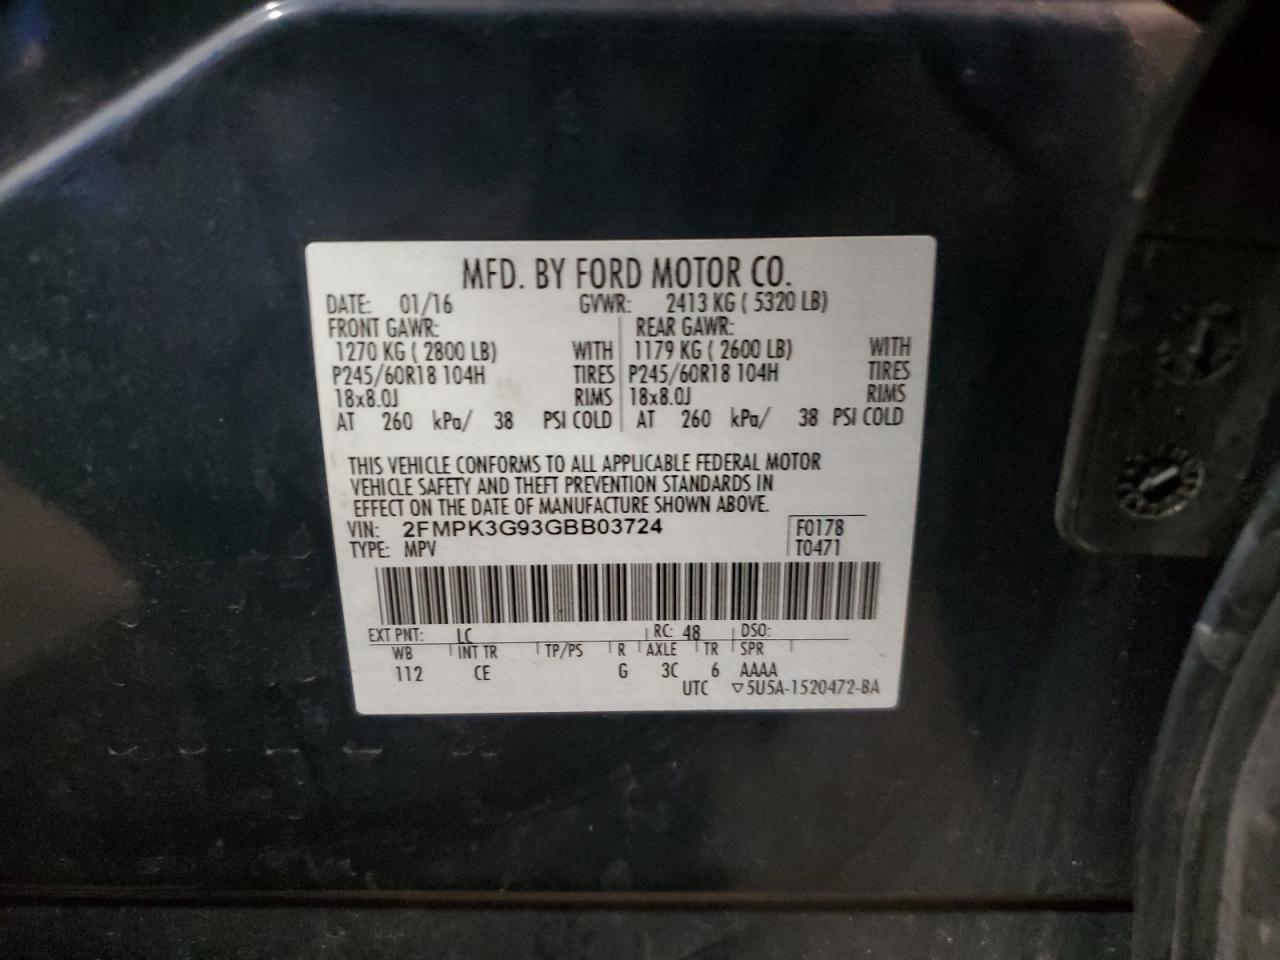 MFD. BY FORD MOTOR CO.
DATE: 01/16 GVWR: 2413 KG ( 5320 LB)
FRONT GAWR: REAR GAWR:
1270 KG ( 2800 LB) WITH 1179 KG ( 2600 LB) WITH
P245/60R18 104H TIRES P245/60R18 104H TIRES
18x8.0J RIMS 18x8.0J RIMS
AT 260 kPa/ 38 PSI COLD AT 260 kPa/ 38 PSI COLD
THIS VEHICLE CONFORMS TO ALL APPLICABLE FEDERAL MOTOR
VEHICLE SAFETY AND THEFT PREVENTION STANDARDS IN
EFFECT ON THE DATE OF MANUFACTURE SHOWN ABOVE.
VIN: 2FMPK3G93GBB03724 F0178
TYPE: MPV T0471
EXT PNT: LC RC: 48 DSO:
WB INT TR TP/PS R AXLE TR SPR
112 CE G 3C 6 AAAA
UTC ▽5U5A-1520472-BA